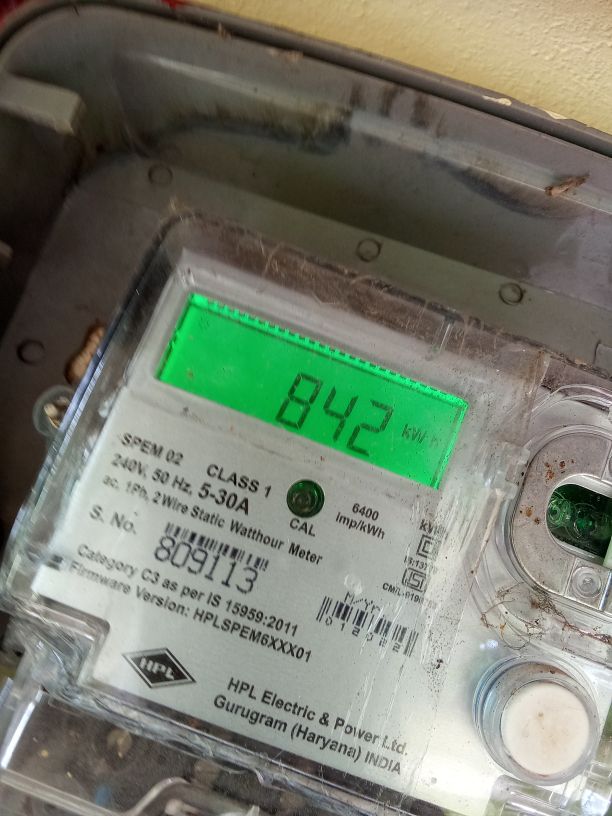 842 kWh
SPEM 02 CLASS 1
240V, 50 Hz, 5-30A
ac. 1Ph, 2Wire Static Watthour Meter
CAL
6400
imp/kWh
S. No.
809113
Category C3 as per IS 15959:2011
Firmware Version: HPLSPEM6XXX01
HPL
HPL Electric & Power Ltd.
Gurugram (Haryana) INDIA